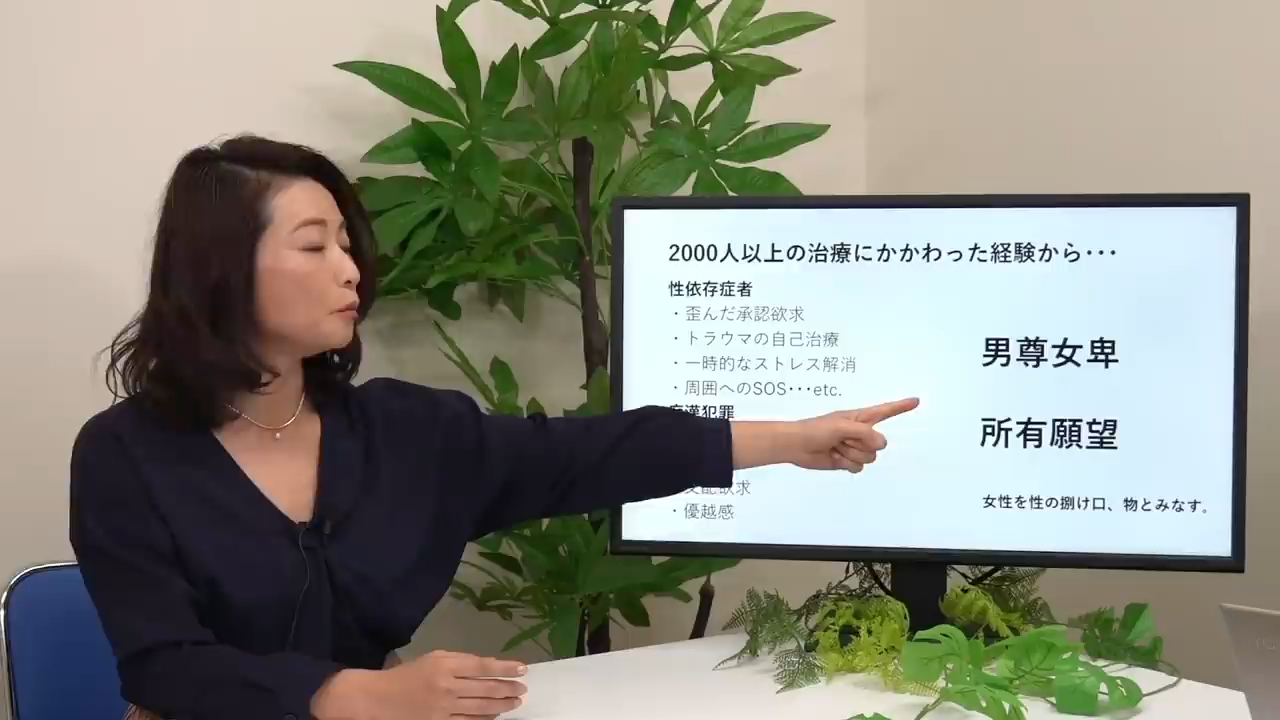 2000人以上の治療にかかわった経験から･･･
性依存症者
・歪んだ承認欲求
・トラウマの自己治療
・一時的なストレス解消
・周囲へのSOS･･･etc.
痴漢犯罪
支配欲求
・優越感
男尊女卑
所有願望
女性を性の捌け口、物とみなす。